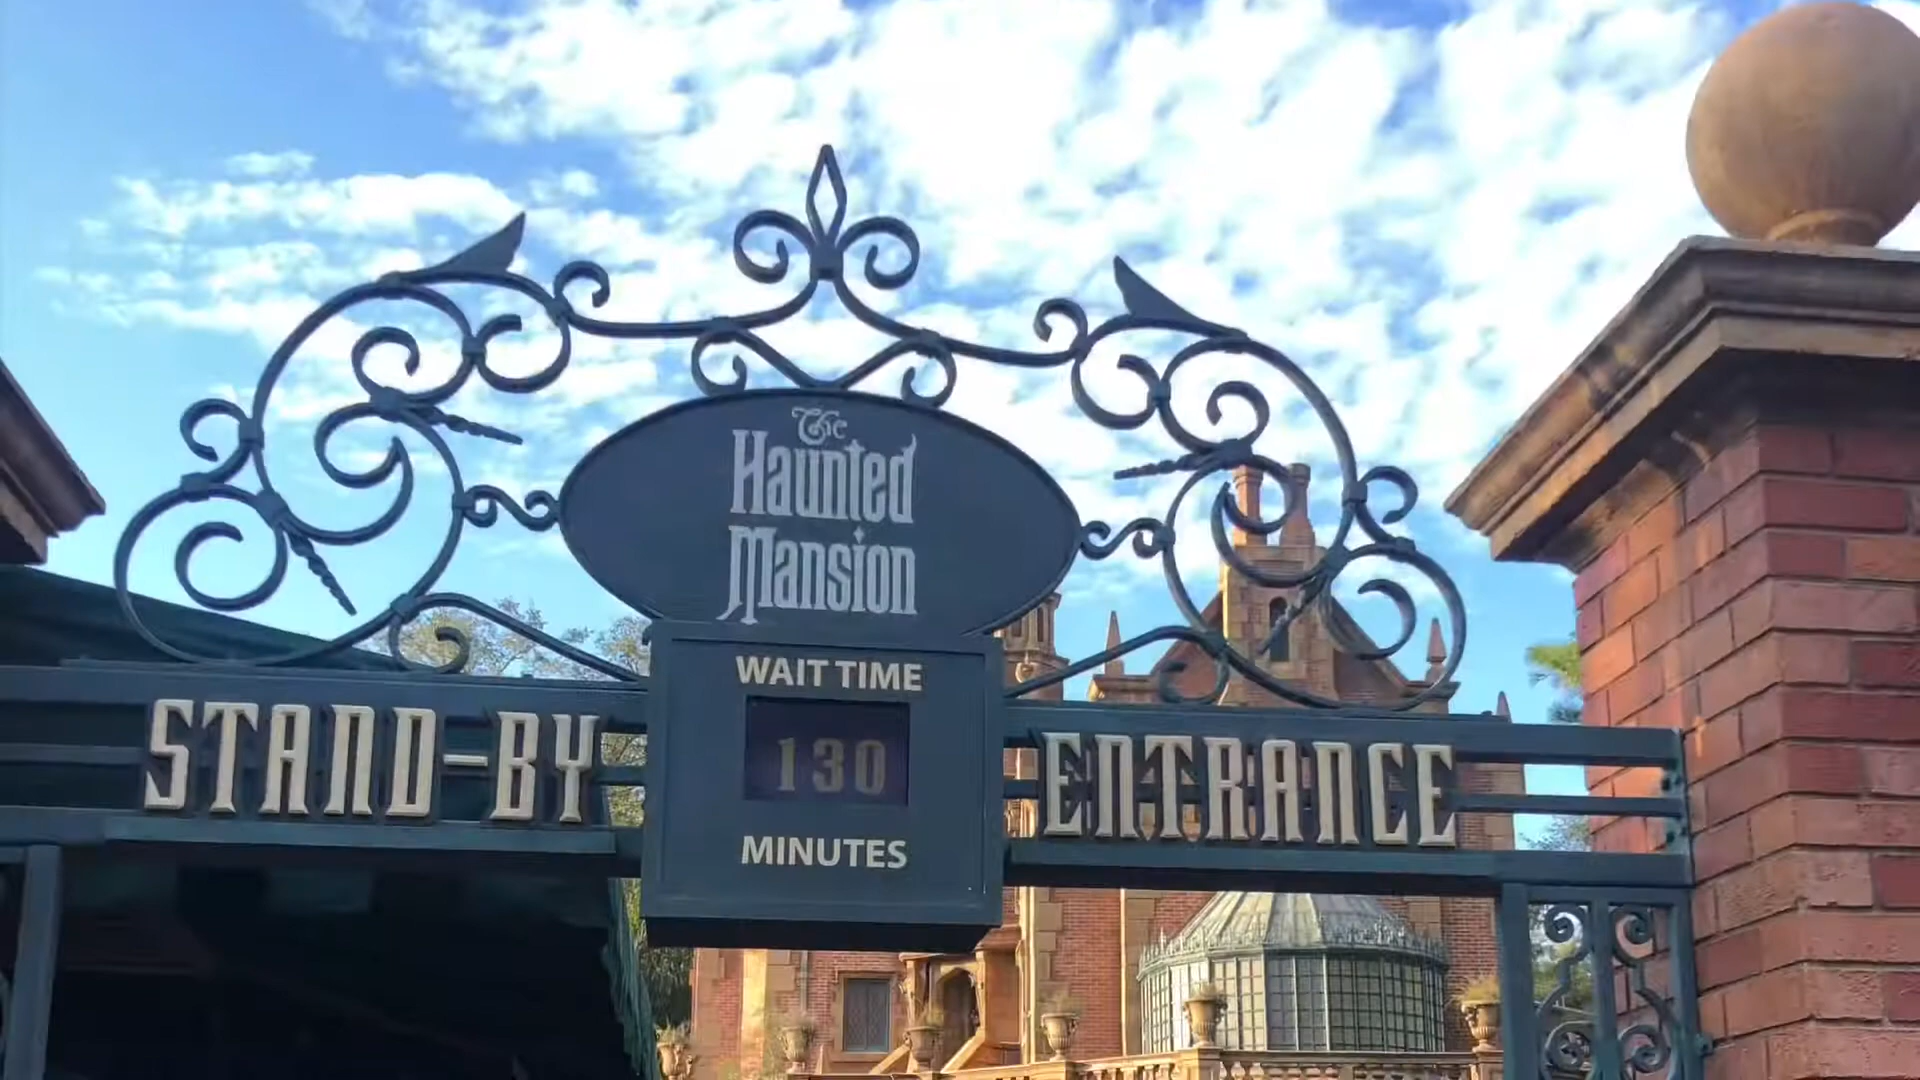 The
Haunted
Mansion
WAIT TIME
STAND-BY
130
ENTRANCE
MINUTES